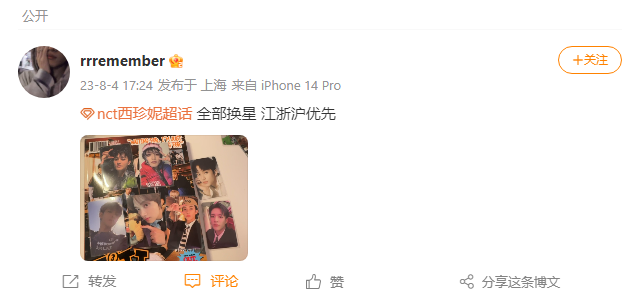 公开
rrremember
+关注
23-8-4 17:24 发布于 上海 来自 iPhone 14 Pro
nct西珍妮超话 全部换星 江浙沪优先
转发
评论
赞
分享这条博文